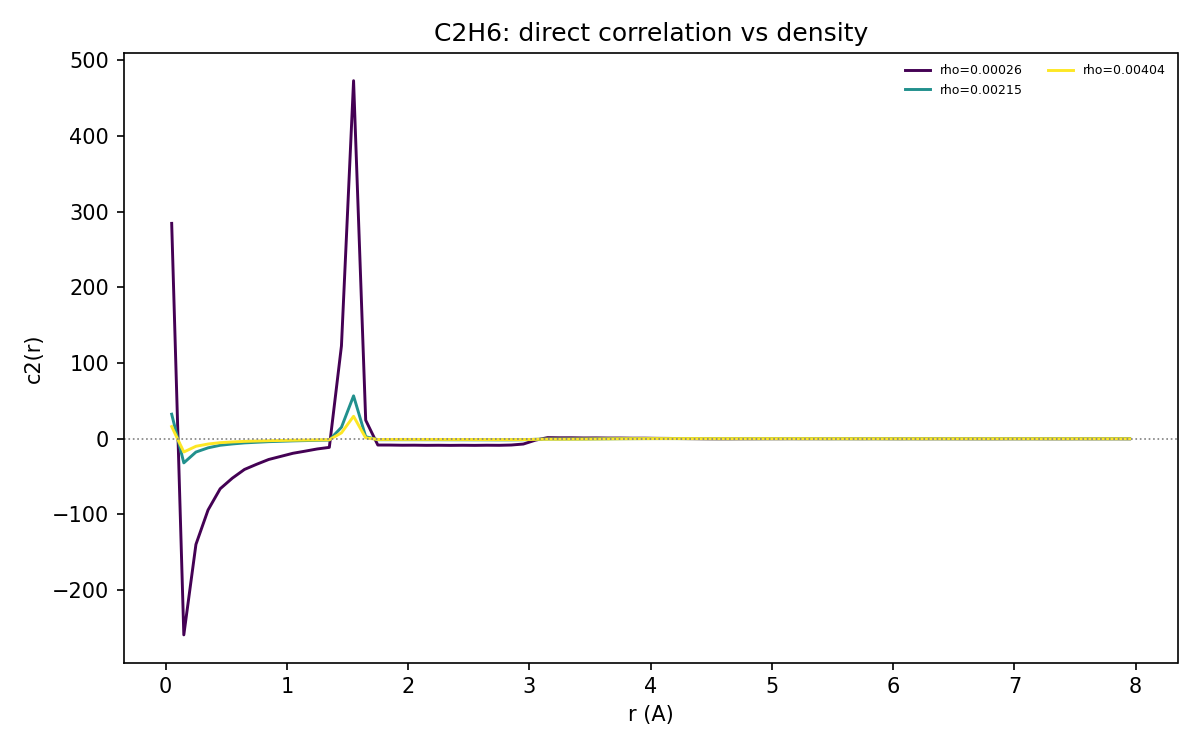 C2H6: direct correlation vs density
rho=0.00026
rho=0.00215
rho=0.00404
c2(r)
500
400
300
200
100
0
−100
−200
0 1 2 3 4 5 6 7 8
r (A)